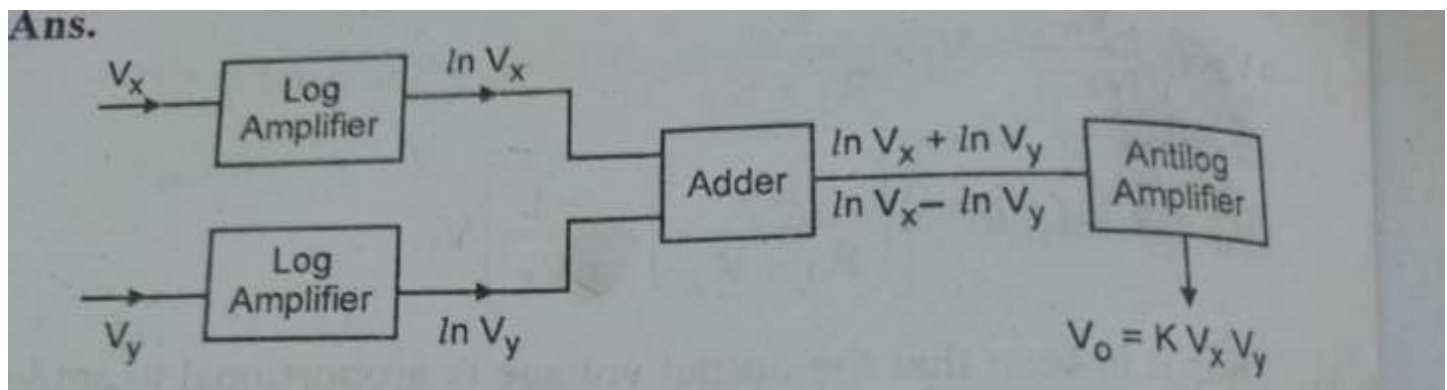 Ans.
Vx
Log
Amplifier
ln Vx
Vy
Log
Amplifier
ln Vy
Adder
ln Vx + ln Vy
ln Vx − ln Vy
Antilog
Amplifier
Vo = K Vx Vy